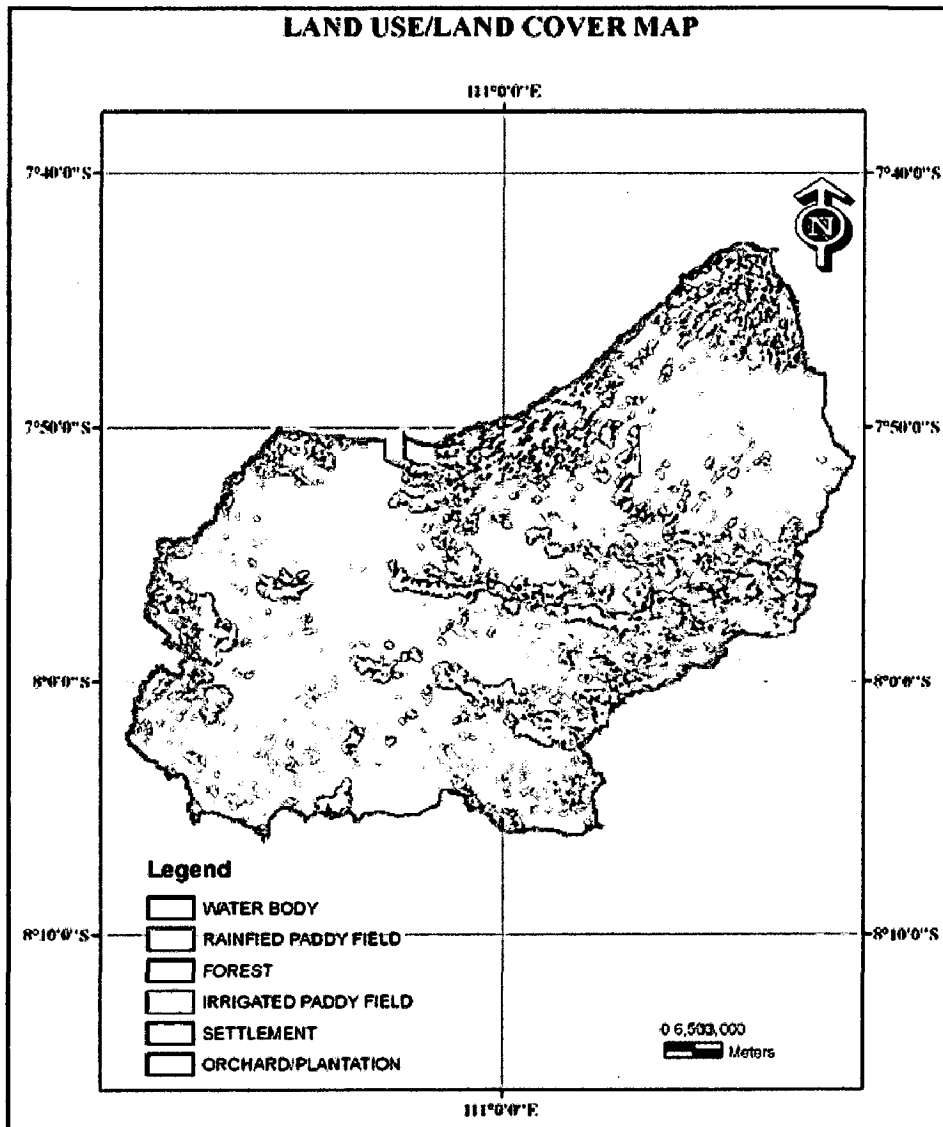 LAND USE/LAND COVER MAP
111°0'0"E
7°40'0"S
7°40'0"S
N
7°50'0"S
7°50'0"S
8°0'0"S
8°0'0"S
Legend
WATER BODY
RAINFIED PADDY FIELD
FOREST
IRRIGATED PADDY FIELD
SETTLEMENT
ORCHARD/PLANTATION
8°10'0"S
8°10'0"S
Meters
111°0'0"E